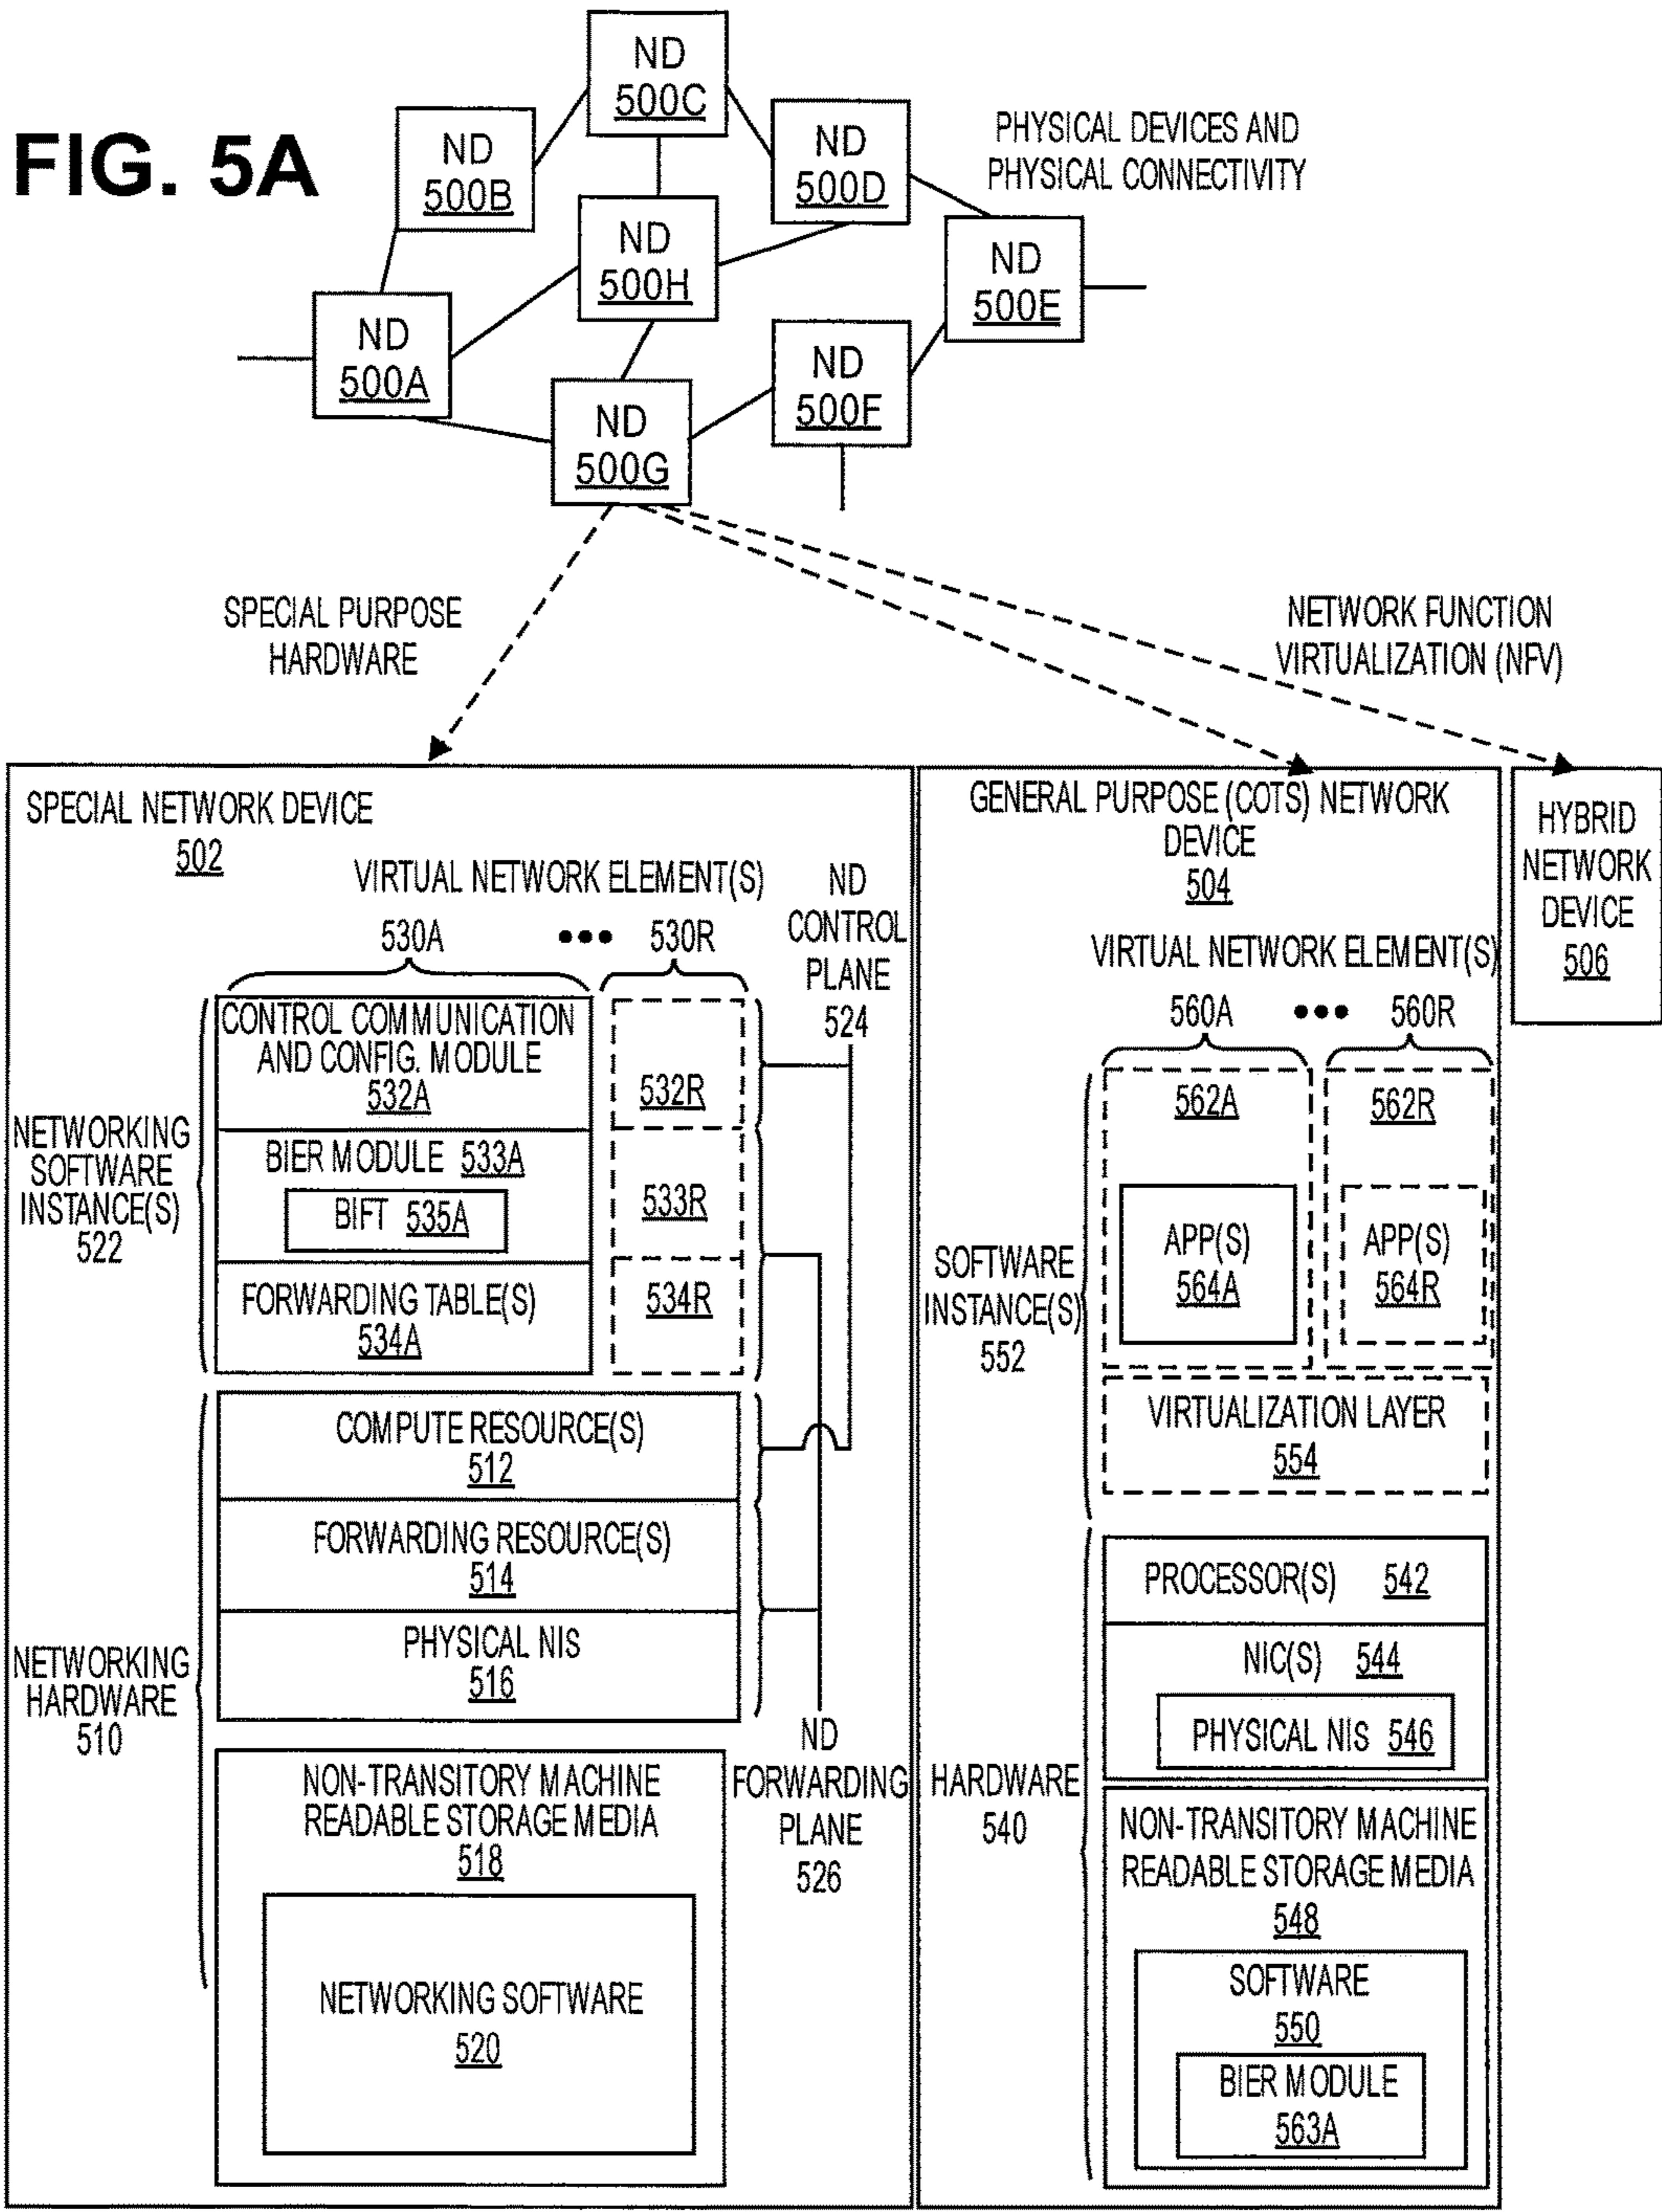 FIG. 5A
ND
500C
ND
500B
ND
500D
PHYSICAL DEVICES AND
PHYSICAL CONNECTIVITY
ND
500H
ND
500E
ND
500A
ND
500F
ND
500G
SPECIAL PURPOSE
HARDWARE
NETWORK FUNCTION
VIRTUALIZATION (NFV)
SPECIAL NETWORK DEVICE
502
VIRTUAL NETWORK ELEMENT(S)
530A ••• 530R
ND
CONTROL
PLANE
524
NETWORKING
SOFTWARE
INSTANCE(S)
522
CONTROL COMMUNICATION
AND CONFIG. MODULE
532A
532R
BIER MODULE 533A
BIFT 535A
533R
FORWARDING TABLE(S)
534A
534R
NETWORKING
HARDWARE
510
COMPUTE RESOURCE(S)
512
FORWARDING RESOURCE(S)
514
PHYSICAL NIS
516
ND
FORWARDING
PLANE
526
NON-TRANSITORY MACHINE
READABLE STORAGE MEDIA
518
NETWORKING SOFTWARE
520
GENERAL PURPOSE (COTS) NETWORK
DEVICE
504
VIRTUAL NETWORK ELEMENT(S)
560A ••• 560R
SOFTWARE
INSTANCE(S)
552
562A
562R
APP(S)
564A
APP(S)
564R
VIRTUALIZATION LAYER
554
HARDWARE
540
PROCESSOR(S) 542
NIC(S) 544
PHYSICAL NIS 546
NON-TRANSITORY MACHINE
READABLE STORAGE MEDIA
548
SOFTWARE
550
BIER MODULE
563A
HYBRID
NETWORK
DEVICE
506